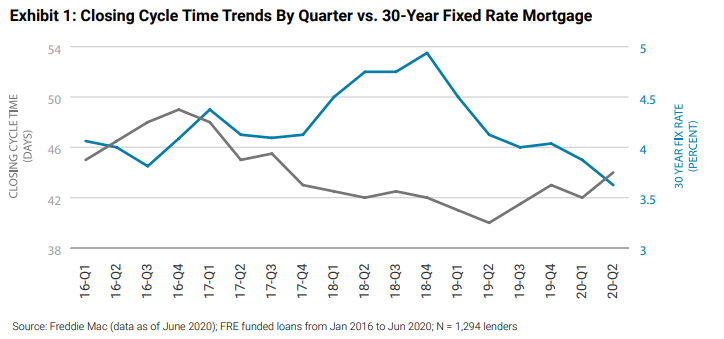 Exhibit 1: Closing Cycle Time Trends By Quarter vs. 30-Year Fixed Rate Mortgage
54
50
46
42
38
CLOSING CYCLE TIME
(DAYS)
5
4.5
4
3.5
3
30 YEAR FIX RATE
(PERCENT)
16-Q1
16-Q2
16-Q3
16-Q4
17-Q1
17-Q2
17-Q3
17-Q4
18-Q1
18-Q2
18-Q3
18-Q4
19-Q1
19-Q2
19-Q3
19-Q4
20-Q1
20-Q2
Source: Freddie Mac (data as of June 2020); FRE funded loans from Jan 2016 to Jun 2020; N = 1,294 lenders